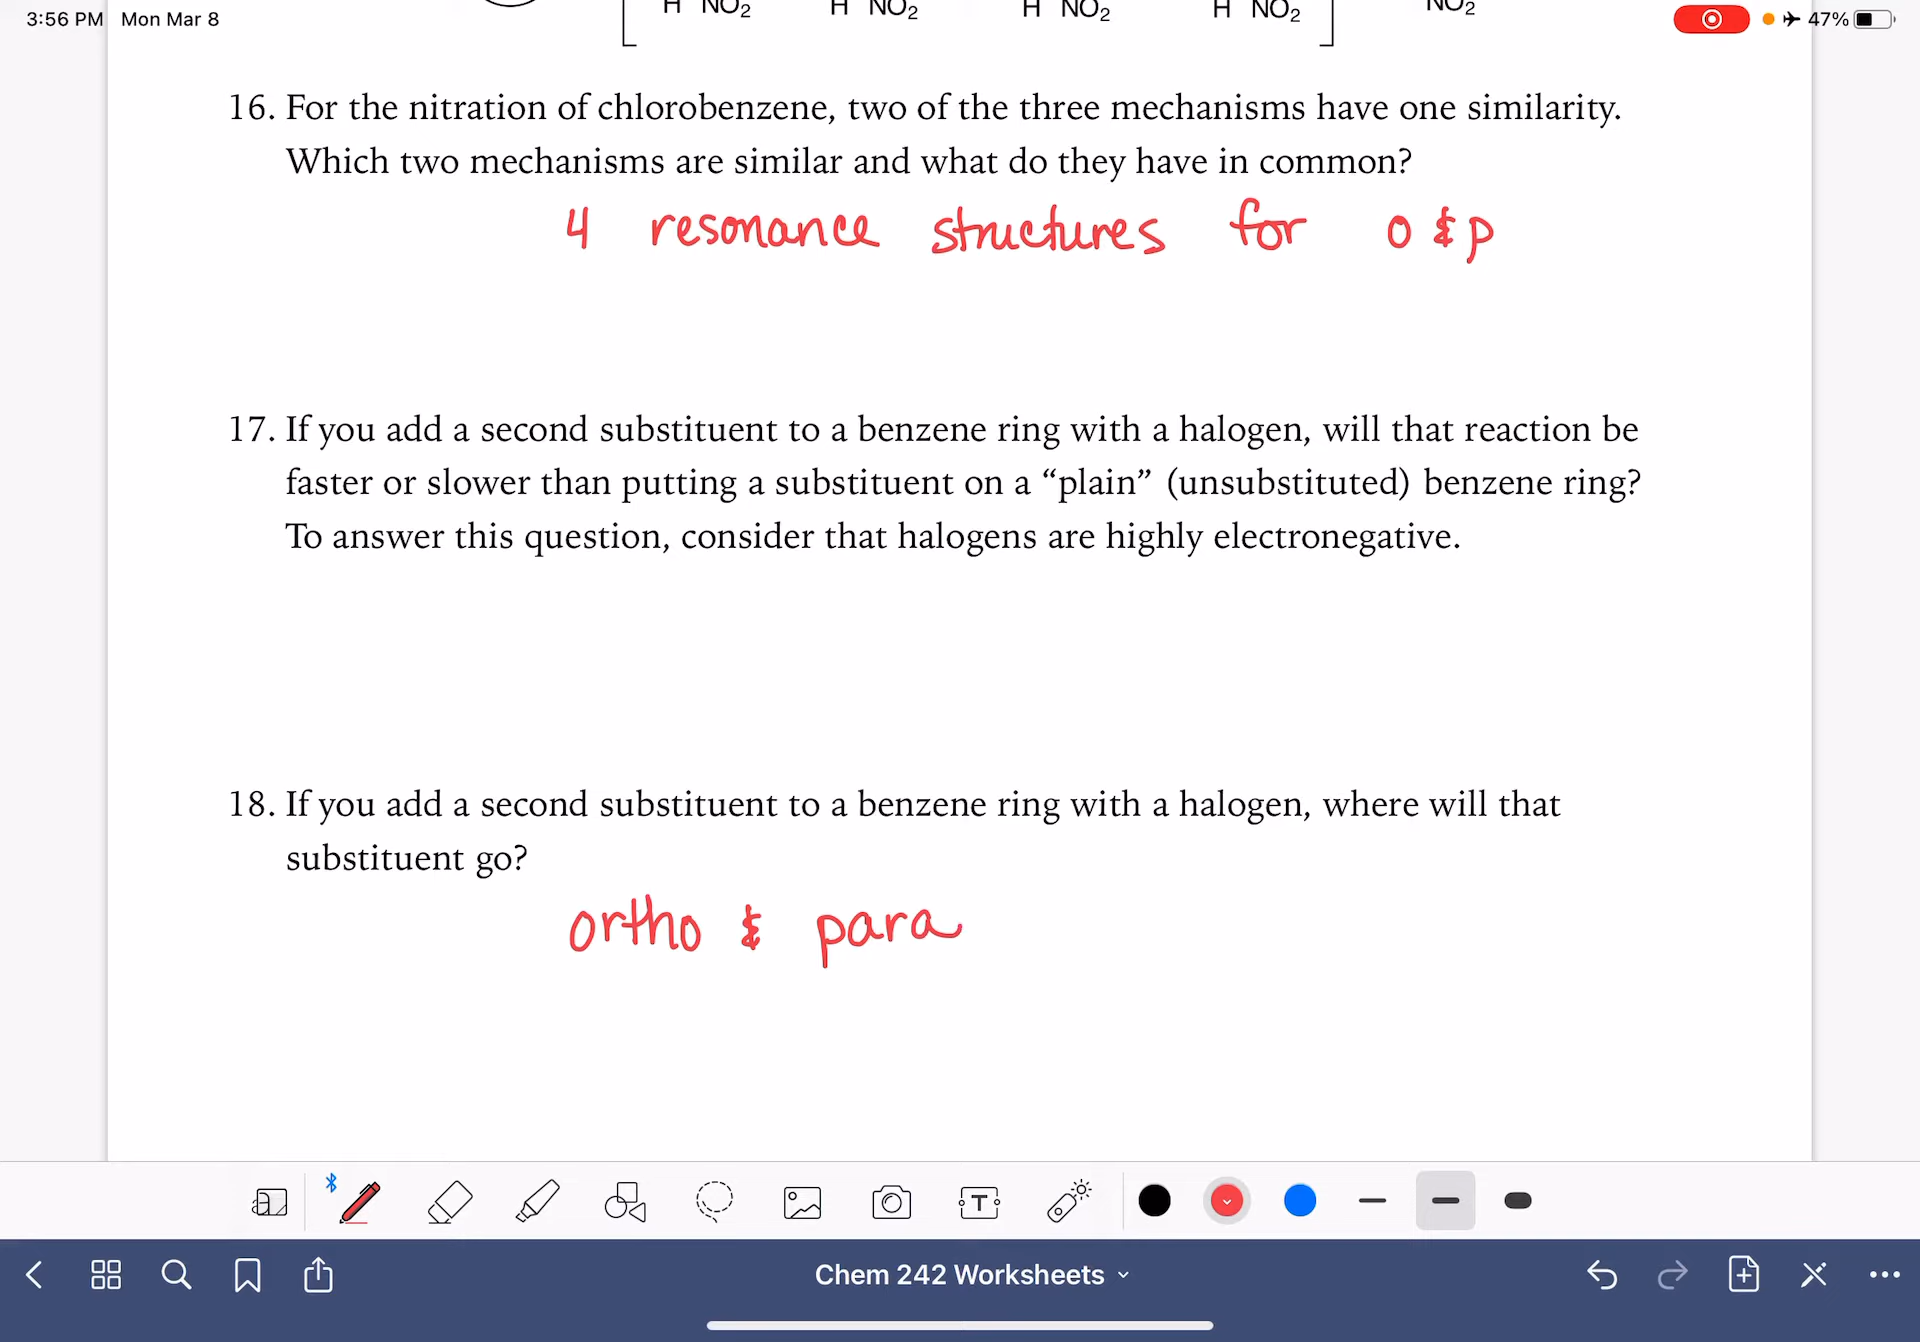 3:56 PM Mon Mar 8
47%
H NO2 H NO2 H NO2 H NO2 NO2
16. For the nitration of chlorobenzene, two of the three mechanisms have one similarity.
Which two mechanisms are similar and what do they have in common?
4 resonance structures for o & p
17. If you add a second substituent to a benzene ring with a halogen, will that reaction be
faster or slower than putting a substituent on a “plain” (unsubstituted) benzene ring?
To answer this question, consider that halogens are highly electronegative.
18. If you add a second substituent to a benzene ring with a halogen, where will that
substituent go?
ortho & para
a
T
Chem 242 Worksheets